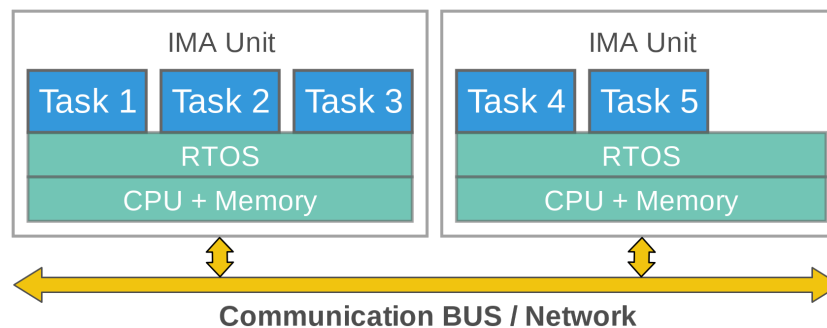 IMA Unit
Task 1 Task 2 Task 3
RTOS
CPU + Memory
IMA Unit
Task 4 Task 5
RTOS
CPU + Memory
Communication BUS / Network